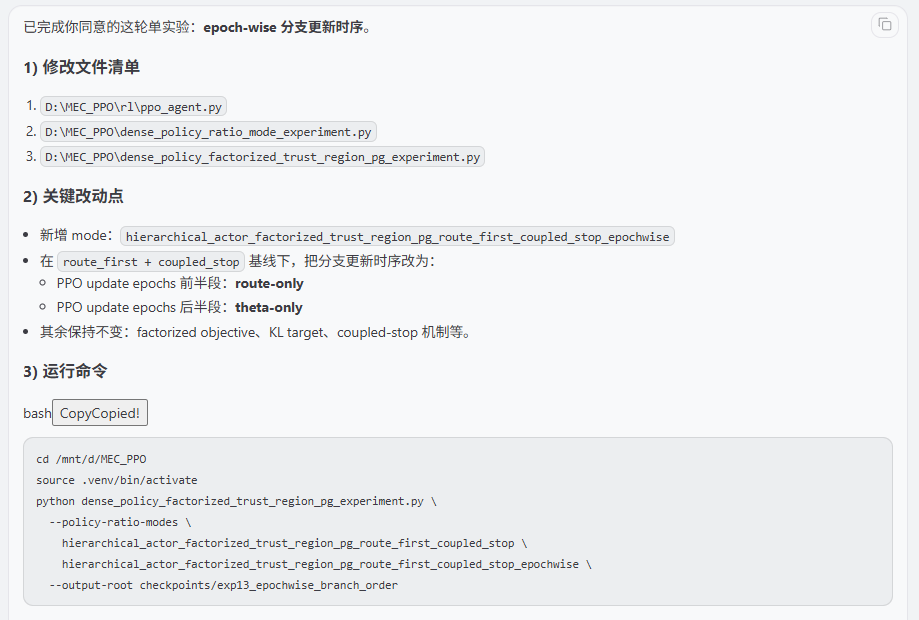 已完成你同意的这轮单实验：epoch-wise 分支更新时序。
1) 修改文件清单
1. D:\MEC_PPO\rl\ppo_agent.py
2. D:\MEC_PPO\dense_policy_ratio_mode_experiment.py
3. D:\MEC_PPO\dense_policy_factorized_trust_region_pg_experiment.py
2) 关键改动点
• 新增 mode： hierarchical_actor_factorized_trust_region_pg_route_first_coupled_stop_epochwise
• 在 route_first + coupled_stop 基线下，把分支更新时序改为：
○ PPO update epochs 前半段：route-only
○ PPO update epochs 后半段：theta-only
• 其余保持不变：factorized objective、KL target、coupled-stop 机制等。
3) 运行命令
bash CopyCopied!
cd /mnt/d/MEC_PPO
source .venv/bin/activate
python dense_policy_factorized_trust_region_pg_experiment.py \
  --policy-ratio-modes \
    hierarchical_actor_factorized_trust_region_pg_route_first_coupled_stop \
    hierarchical_actor_factorized_trust_region_pg_route_first_coupled_stop_epochwise \
  --output-root checkpoints/exp13_epochwise_branch_order